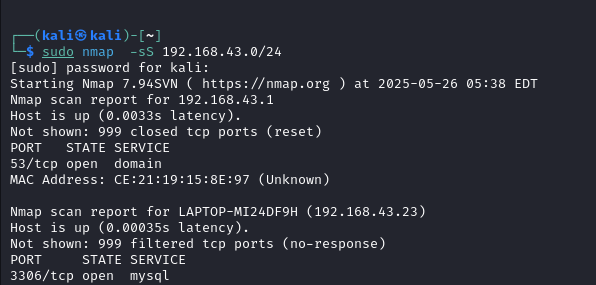 ┌──(kali㉿kali)-[~]
└─$ sudo nmap  -sS 192.168.43.0/24
[sudo] password for kali:
Starting Nmap 7.94SVN ( https://nmap.org ) at 2025-05-26 05:38 EDT
Nmap scan report for 192.168.43.1
Host is up (0.0033s latency).
Not shown: 999 closed tcp ports (reset)
PORT   STATE SERVICE
53/tcp open  domain
MAC Address: CE:21:19:15:8E:97 (Unknown)

Nmap scan report for LAPTOP-MI24DF9H (192.168.43.23)
Host is up (0.00035s latency).
Not shown: 999 filtered tcp ports (no-response)
PORT     STATE SERVICE
3306/tcp open  mysql